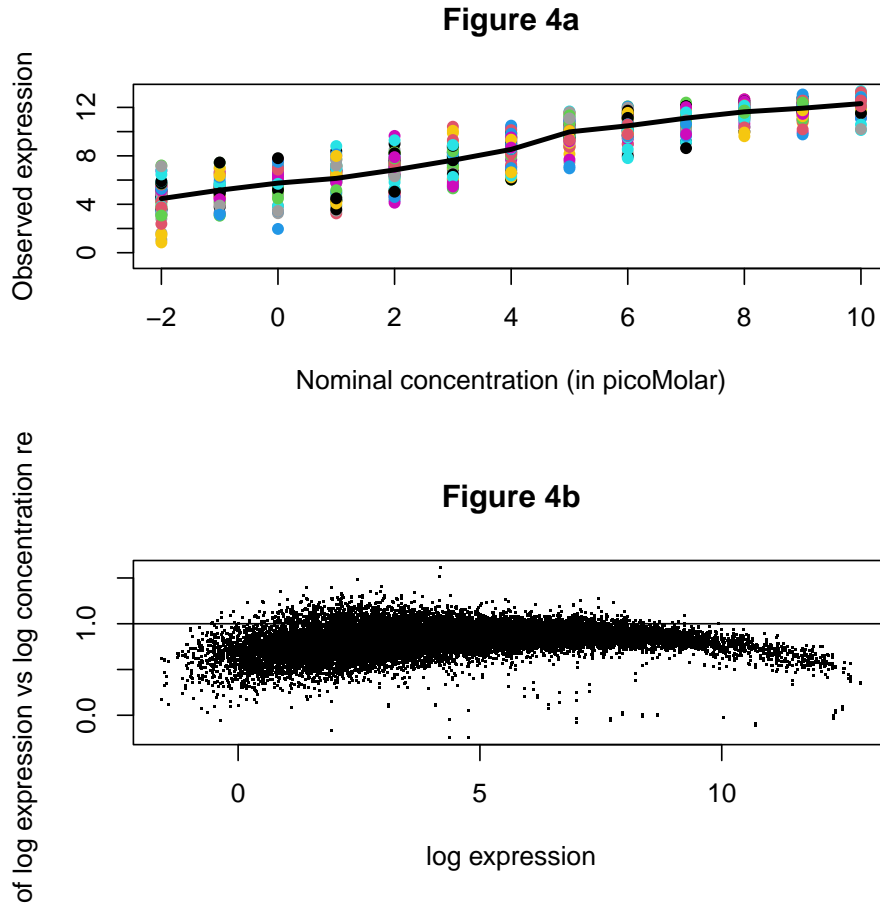 Figure 4a
Observed expression
12
8
4
0
−2 0 2 4 6 8 10
Nominal concentration (in picoMolar)
Figure 4b
of log expression vs log concentration re
1.0
0.0
0 5 10
log expression